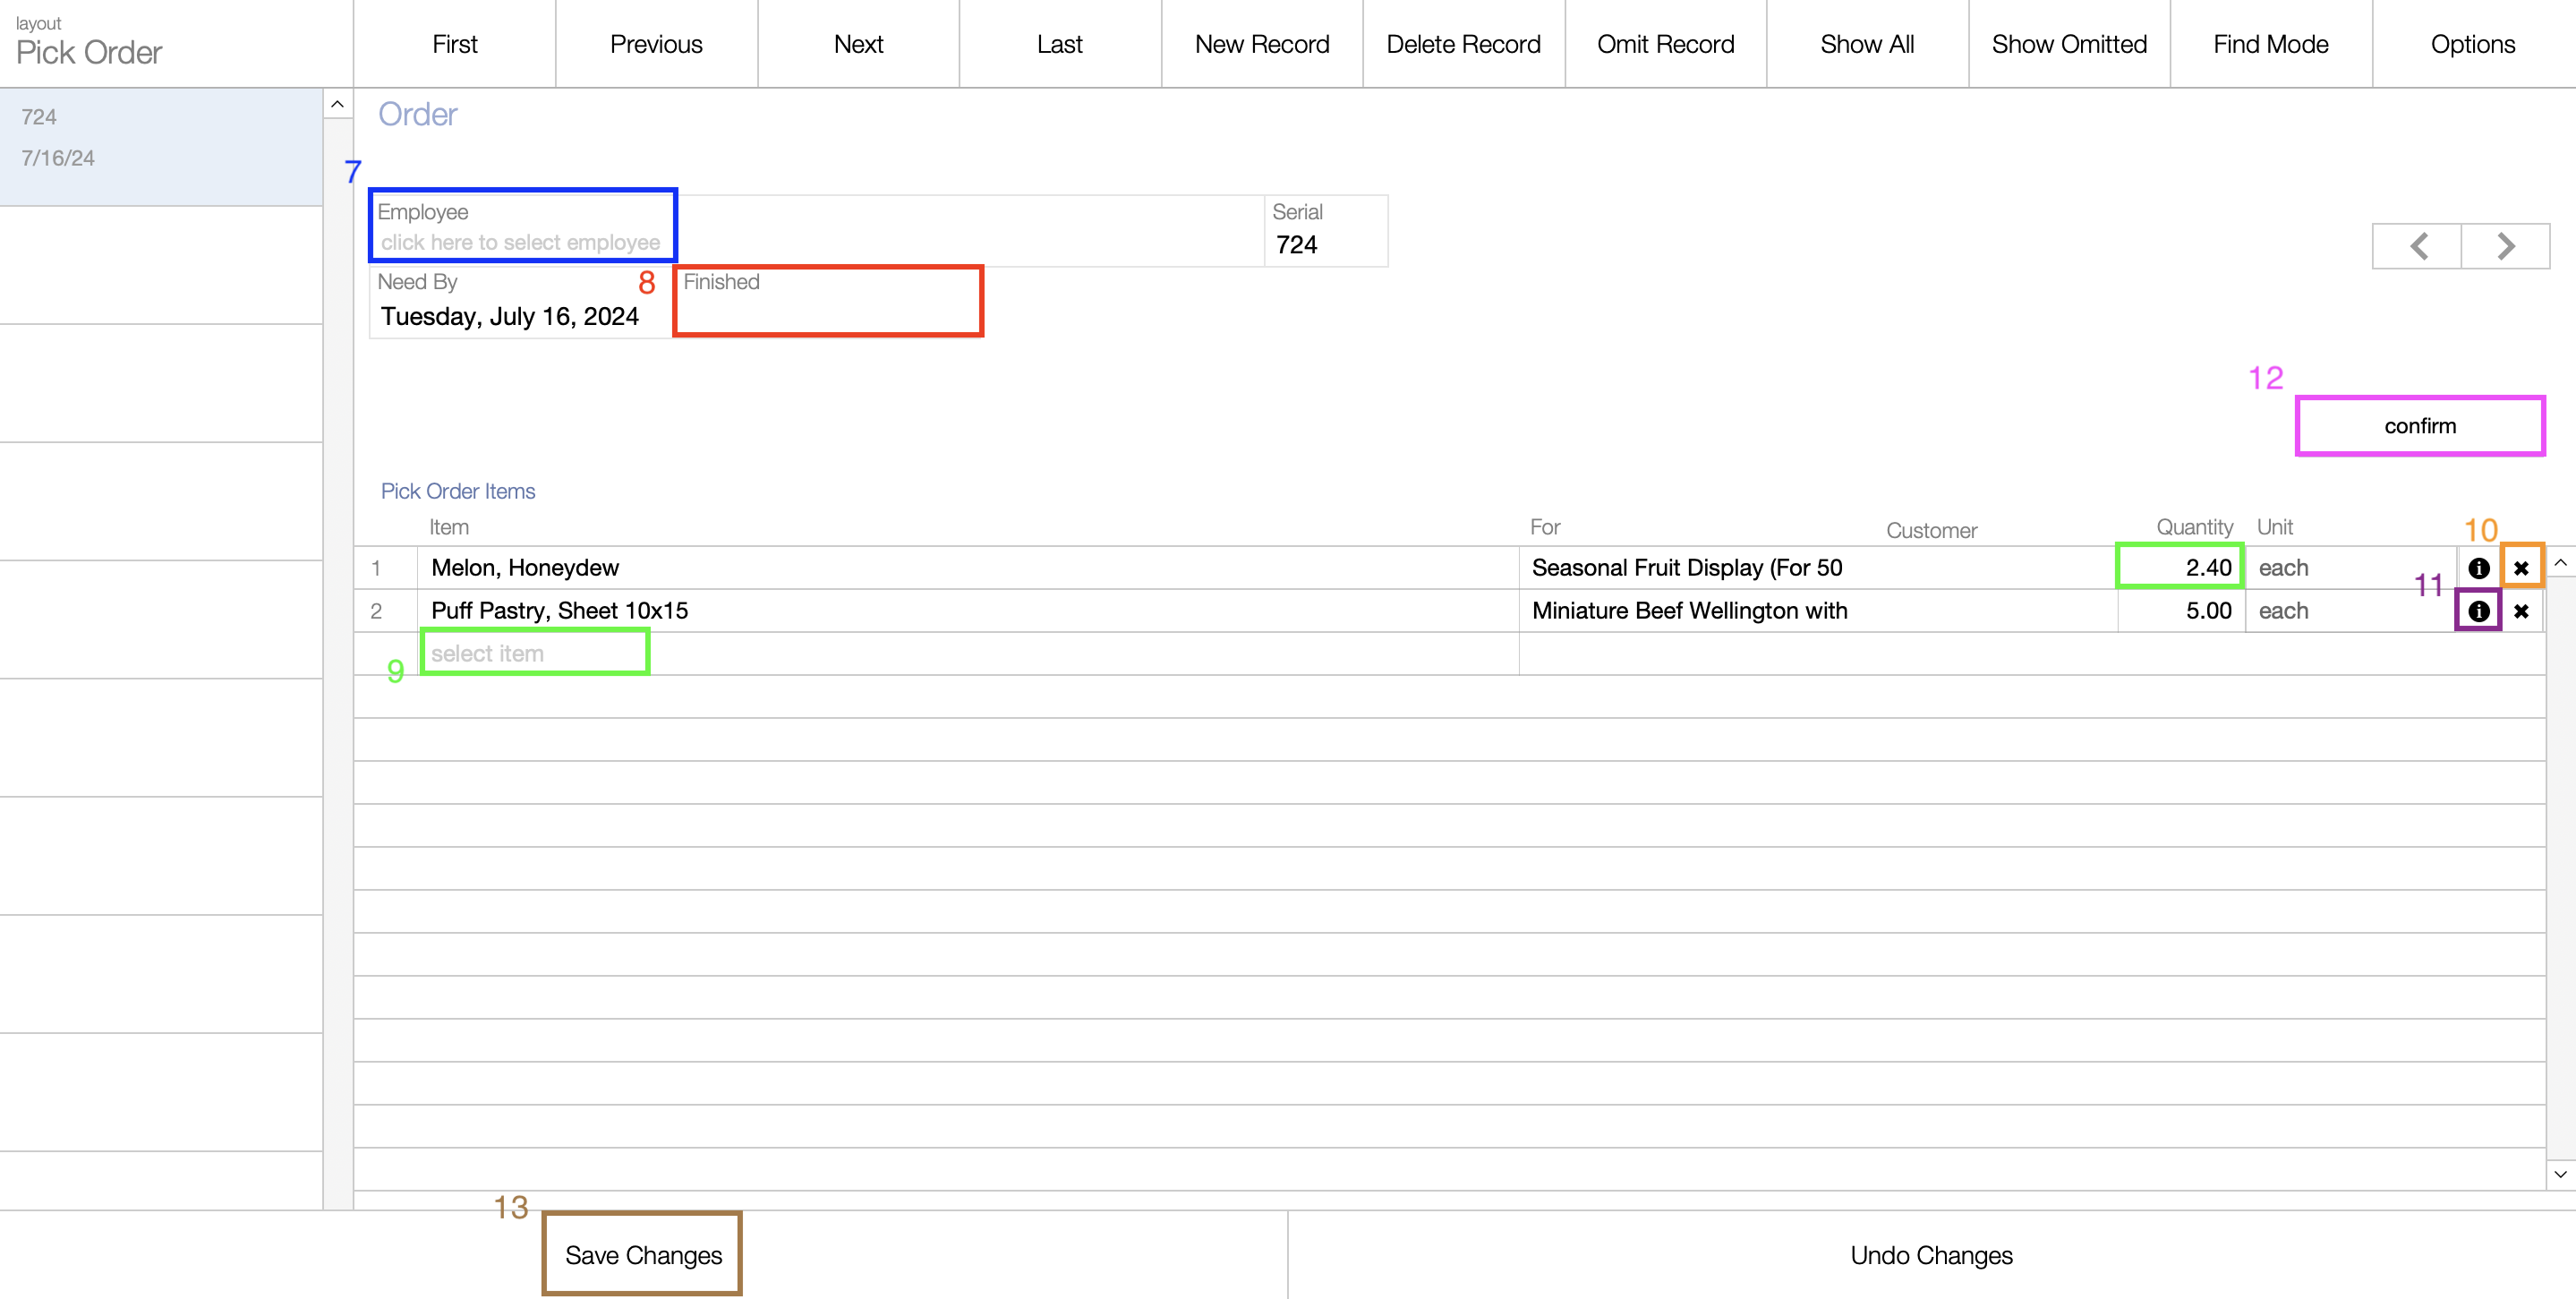 layout
Pick Order
First
Previous
Next
Last
New Record
Delete Record
Omit Record
Show All
Show Omitted
Find Mode
Options
724
7/16/24
Order
7
Employee
click here to select employee
Serial
724
Need By
8
Finished
Tuesday, July 16, 2024
12
confirm
Pick Order Items
Item
For
Customer
Quantity
Unit
10
1
Melon, Honeydew
Seasonal Fruit Display (For 50
2.40
each
11
2
Puff Pastry, Sheet 10x15
Miniature Beef Wellington with
5.00
each
9
select item
13
Save Changes
Undo Changes